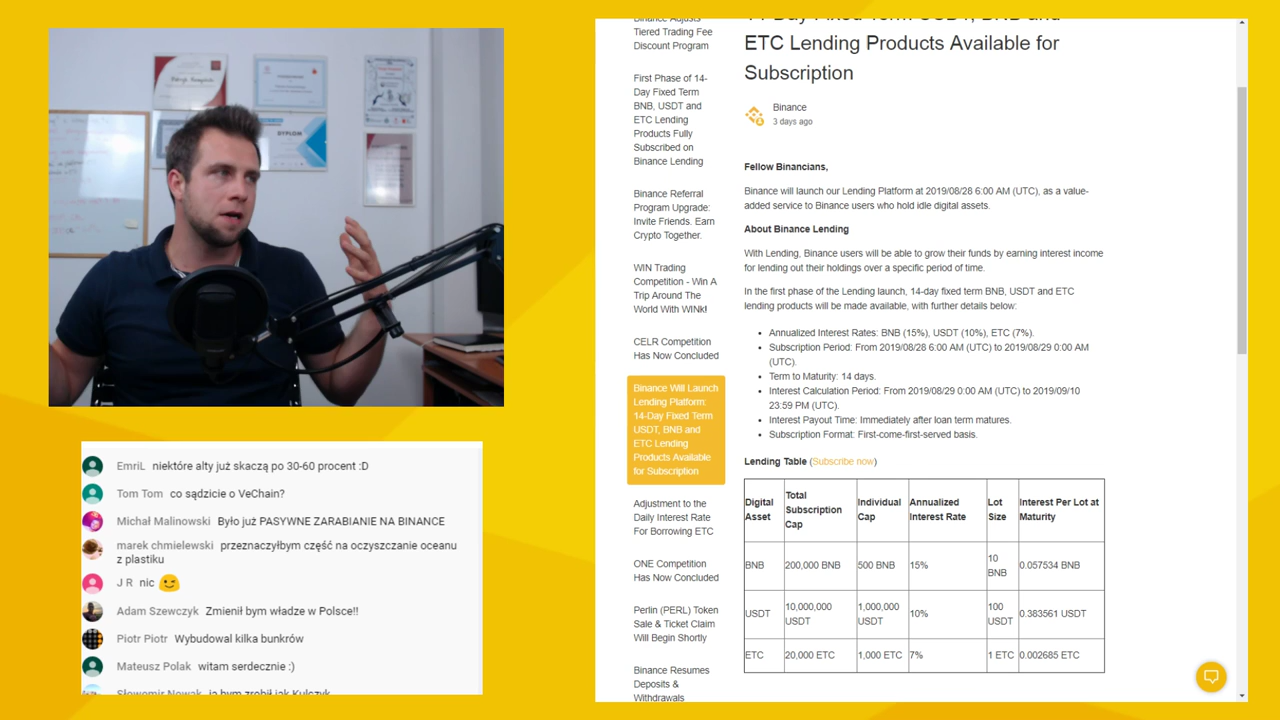 DYPLOM
EmriL niektóre alty już skaczą po 30-60 procent :D
Tom Tom co sądzicie o VeChain?
Michał Malinowski Było już PASYWNE ZARABIANIE NA BINANCE
marek chmielewski przeznaczyłbym część na oczyszczanie oceanu
z plastiku
J R nic
Adam Szewczyk Zmienił bym władze w Polsce!!
Piotr Piotr Wybudował kilka bunkrów
Mateusz Polak witam serdecznie :)
Sławomir Nowak ja bym zrobił jak Kulczyk
Binance Adjusts
Tiered Trading Fee
Discount Program
First Phase of 14-
Day Fixed Term
BNB, USDT and
ETC Lending
Products Fully
Subscribed on
Binance Lending
Binance Referral
Program Upgrade:
Invite Friends. Earn
Crypto Together.
WIN Trading
Competition - Win A
Trip Around The
World With WINk!
CELR Competition
Has Now Concluded
Binance Will Launch
Lending Platform:
14-Day Fixed Term
USDT, BNB and
ETC Lending
Products Available
for Subscription
Adjustment to the
Daily Interest Rate
For Borrowing ETC
ONE Competition
Has Now Concluded
Perlin (PERL) Token
Sale & Ticket Claim
Will Begin Shortly
Binance Resumes
Deposits &
Withdrawals
14-Day Fixed Term USDT, BNB and
ETC Lending Products Available for
Subscription
Binance
3 days ago
Fellow Binancians,
Binance will launch our Lending Platform at 2019/08/28 6:00 AM (UTC), as a value-
added service to Binance users who hold idle digital assets.
About Binance Lending
With Lending, Binance users will be able to grow their funds by earning interest income
for lending out their holdings over a specific period of time.
In the first phase of the Lending launch, 14-day fixed term BNB, USDT and ETC
lending products will be made available, with further details below:
• Annualized Interest Rates: BNB (15%), USDT (10%), ETC (7%).
• Subscription Period: From 2019/08/28 6:00 AM (UTC) to 2019/08/29 0:00 AM
(UTC).
• Term to Maturity: 14 days.
• Interest Calculation Period: From 2019/08/29 0:00 AM (UTC) to 2019/09/10
23:59 PM (UTC).
• Interest Payout Time: Immediately after loan term matures.
• Subscription Format: First-come-first-served basis.
Lending Table (Subscribe now)
Digital Asset Total Subscription Cap Individual Cap Annualized Interest Rate Lot Size Interest Per Lot at Maturity
BNB 200,000 BNB 500 BNB 15% 10 BNB 0.057534 BNB
USDT 10,000,000 USDT 1,000,000 USDT 10% 100 USDT 0.383561 USDT
ETC 20,000 ETC 1,000 ETC 7% 1 ETC 0.002685 ETC